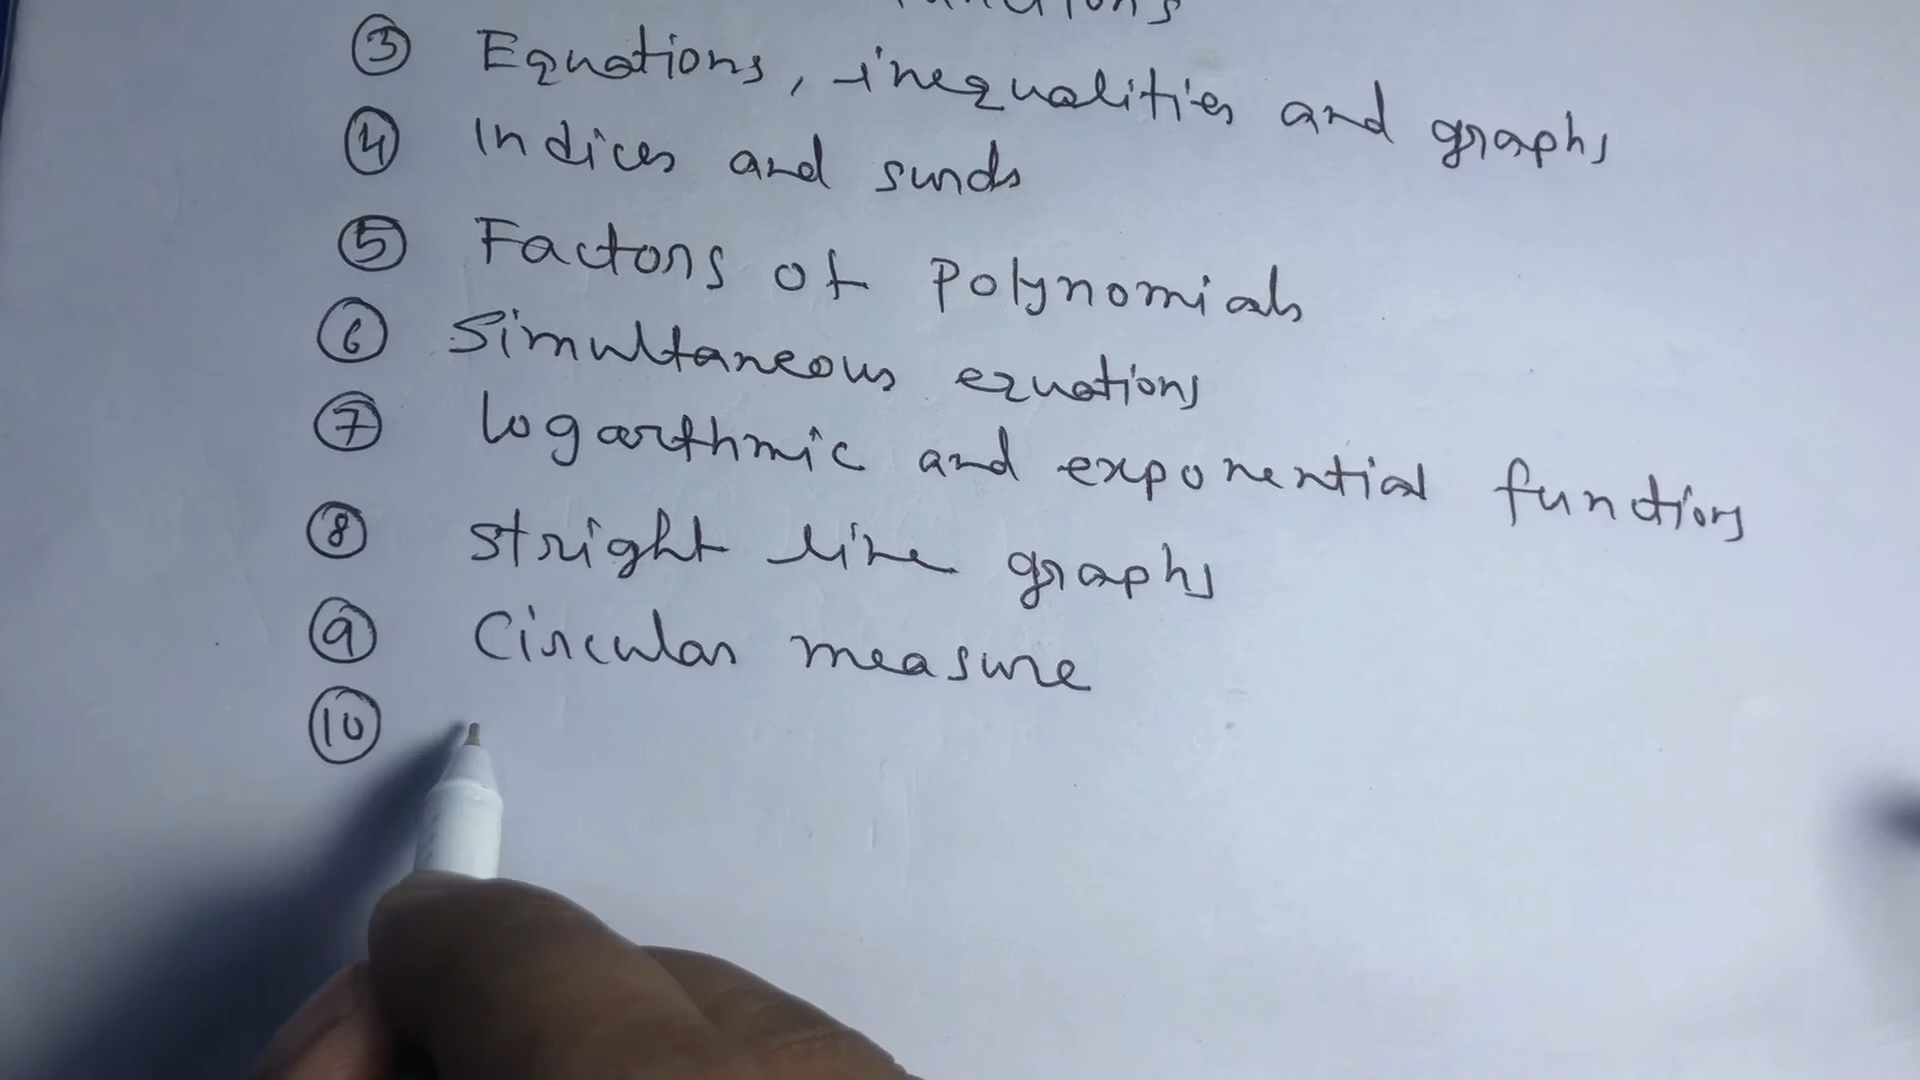 ③ Equations, inequalities and graphs
④ Indices and surds
⑤ Factors of Polynomials
⑥ Simultaneous equations
⑦ logarthmic and exponential functions
⑧ stright line graphs
⑨ Circular measure
⑩